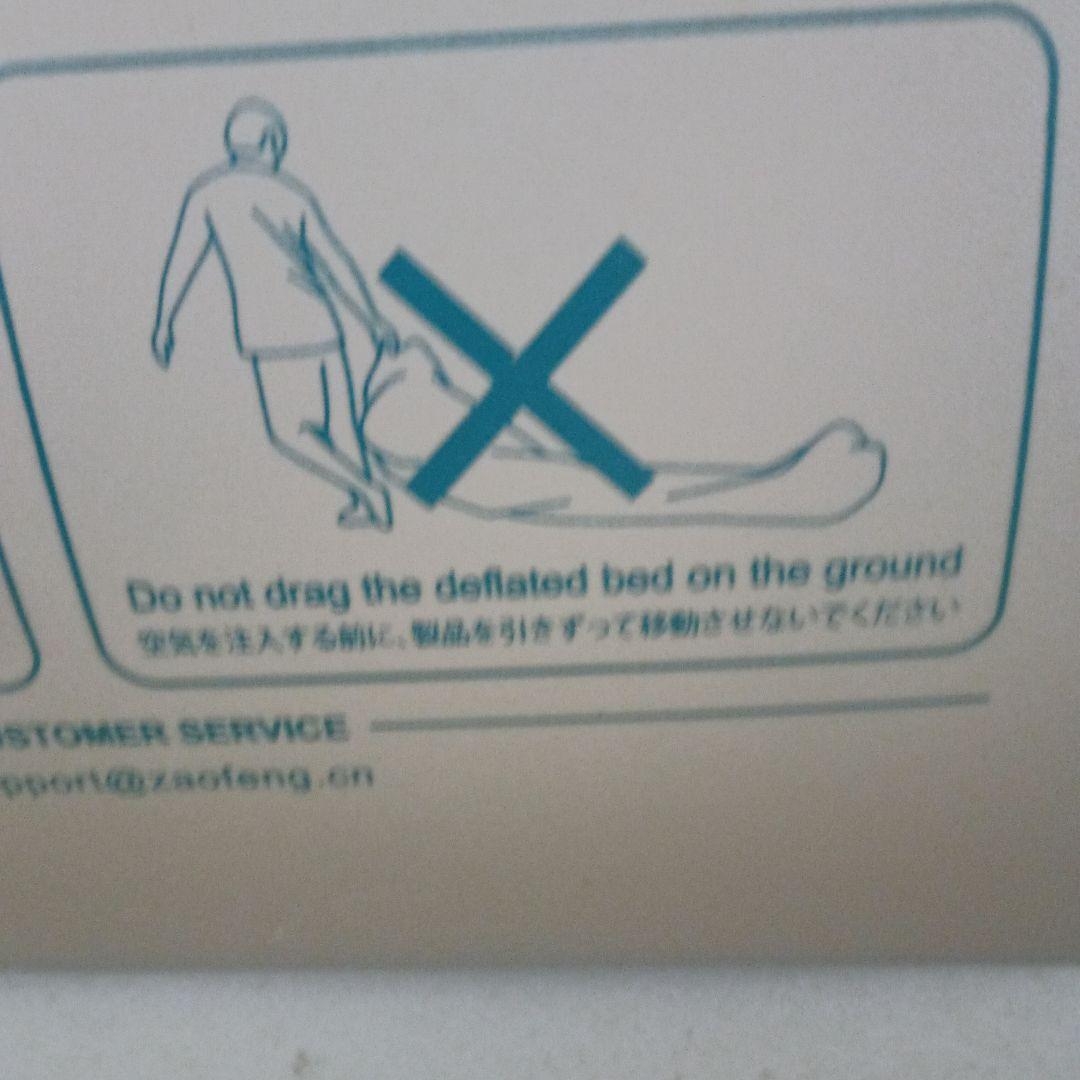 Do not drag the deflated bed on the ground
空気を注入する前に、製品を引きずって移動させないでください
STOMER SERVICE
pport@zaofeng.cn